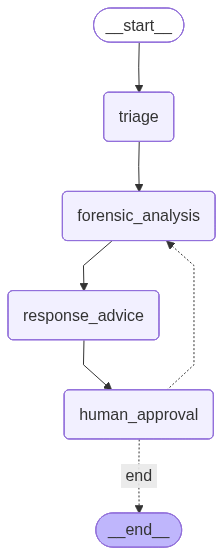 __start__
triage
forensic_analysis
response_advice
human_approval
end
__end__